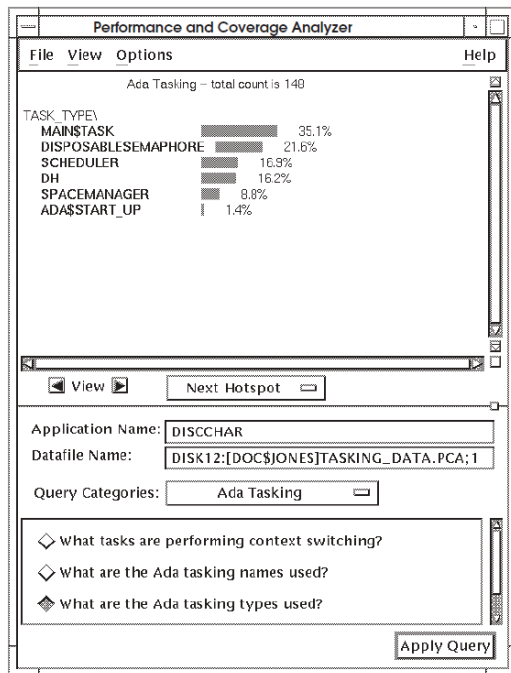 Performance and Coverage Analyzer
File View Options Help
Ada Tasking – total count is 148
TASK_TYPE\
MAIN$TASK 35.1%
DISPOSABLESEMAPHORE 21.6%
SCHEDULER 16.9%
DH 16.2%
SPACEMANAGER 8.8%
ADA$START_UP 1.4%
View Next Hotspot
Application Name: DISCCHAR
Datafile Name: DISK12:[DOC$JONES]TASKING_DATA.PCA;1
Query Categories: Ada Tasking
What tasks are performing context switching?
What are the Ada tasking names used?
What are the Ada tasking types used?
Apply Query